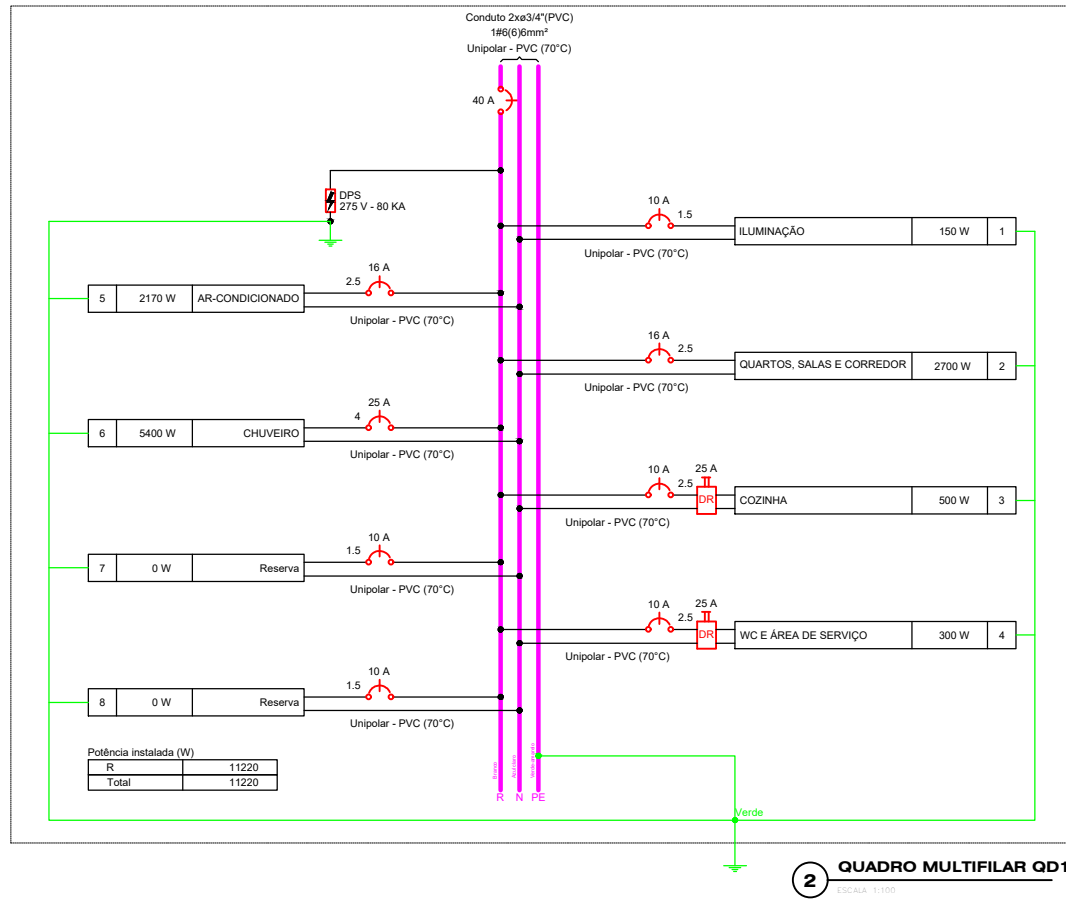 Conduto 2xø3/4"(PVC)
1#6(6)6mm²
Unipolar - PVC (70°C)
40 A
DPS
275 V - 80 KA
10 A
1.5
ILUMINAÇÃO 150 W 1
Unipolar - PVC (70°C)
16 A
2.5
5 2170 W AR-CONDICIONADO
Unipolar - PVC (70°C)
16 A
2.5
QUARTOS, SALAS E CORREDOR 2700 W 2
Unipolar - PVC (70°C)
25 A
4
6 5400 W CHUVEIRO
Unipolar - PVC (70°C)
10 A
2.5
25 A
DR
COZINHA 500 W 3
Unipolar - PVC (70°C)
10 A
1.5
7 0 W Reserva
Unipolar - PVC (70°C)
10 A
2.5
25 A
DR
WC E ÁREA DE SERVIÇO 300 W 4
Unipolar - PVC (70°C)
10 A
1.5
8 0 W Reserva
Unipolar - PVC (70°C)
Potência instalada (W)
R 11220
Total 11220
Branco
Verde-amarelo
R N PE
Verde
2 QUADRO MULTIFILAR QD1
ESCALA 1:100